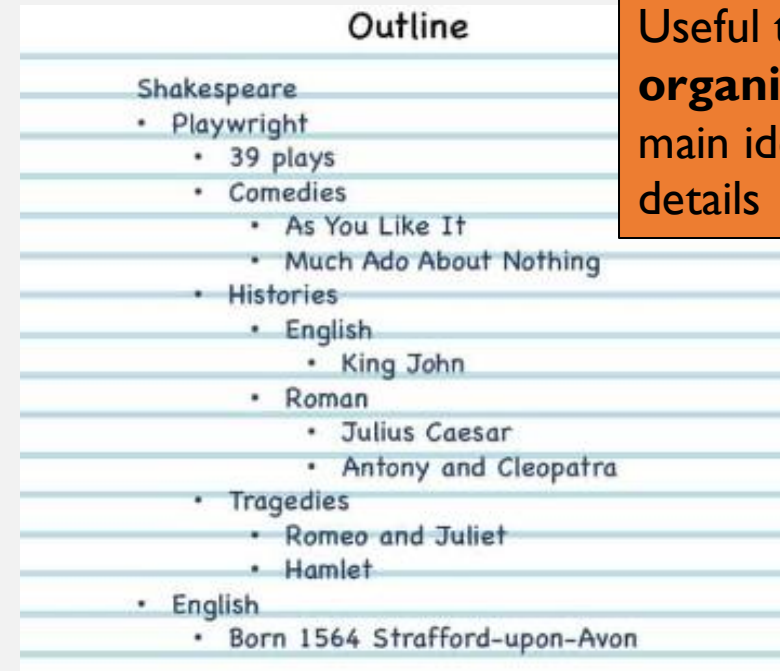 Outline
Shakespeare
• Playwright
• 39 plays
• Comedies
• As You Like It
• Much Ado About Nothing
• Histories
• English
• King John
• Roman
• Julius Caesar
• Antony and Cleopatra
• Tragedies
• Romeo and Juliet
• Hamlet
• English
• Born 1564 Strafford-upon-Avon
Useful
main
details